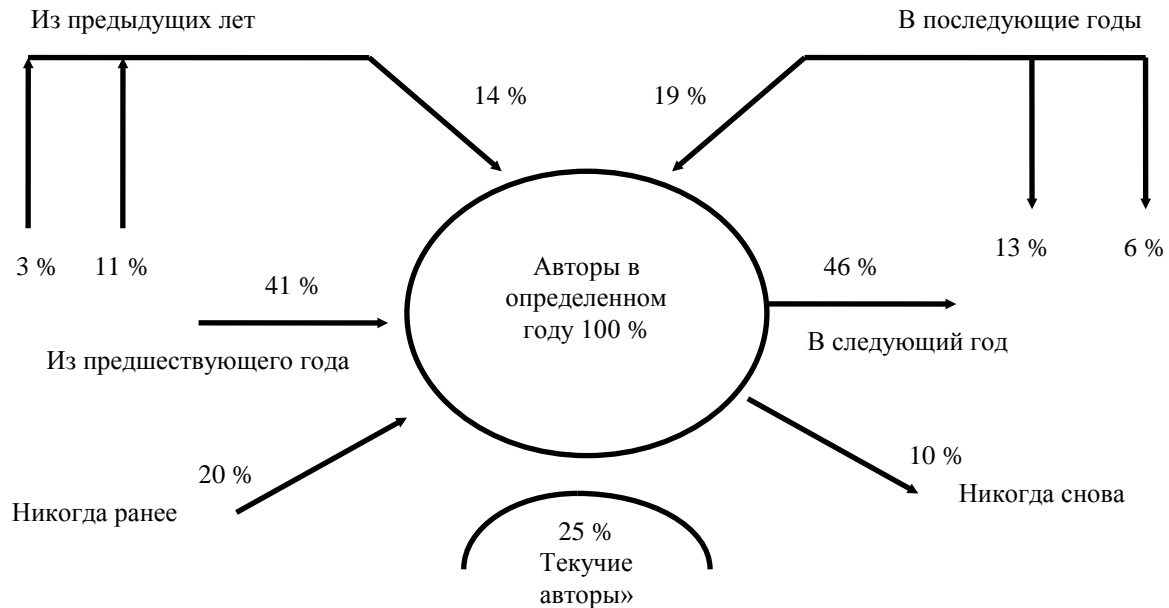 Из предыдущих лет
В последующие годы
14 %
19 %
3 %
11 %
13 %
6 %
41 %
Авторы в
определенном
году 100 %
46 %
Из предшествующего года
В следующий год
20 %
10 %
Никогда ранее
Никогда снова
25 %
Текучие
авторы»